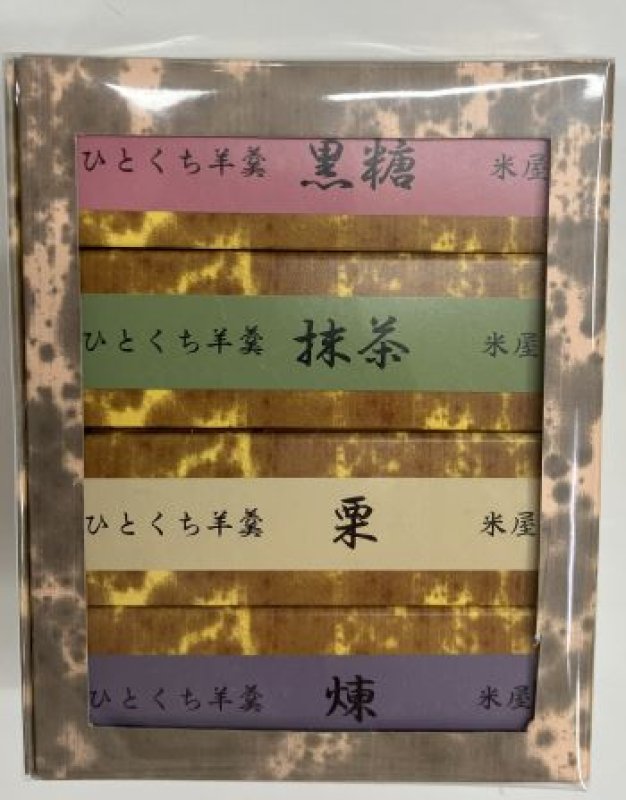 ひとくち羊羹 黒糖 米屋
ひとくち羊羹 抹茶 米屋
ひとくち羊羹 栗 米屋
ひとくち羊羹 煉 米屋